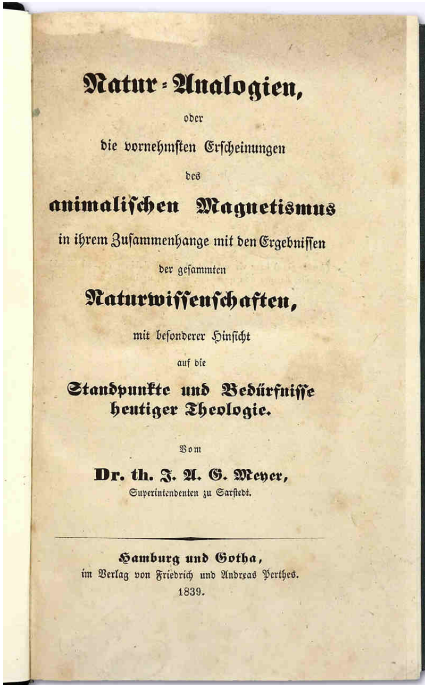 Natur-Analogien,
oder
die vornehmsten Erscheinungen
des
animalischen Magnetismus
in ihrem Zusammenhange mit den Ergebnissen
der gesammten
Naturwissenschaften,
mit besonderer Hinsicht
auf die
Standpunkte und Bedürfnisse
heutiger Theologie.
Vom
Dr. th. J. A. G. Meyer,
Superintendenten zu Sarstedt.
Hamburg und Gotha,
im Verlag von Friedrich und Andreas Perthes.
1839.